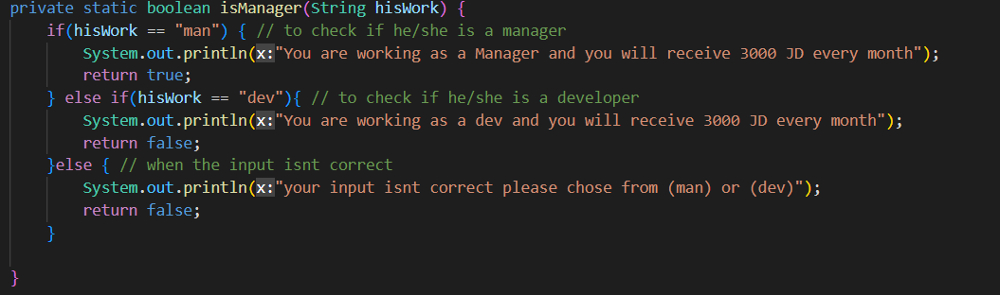 private static boolean isManager(String hisWork) {
if(hisWork == "man") { // to check if he/she is a manager
System.out.println(x:"You are working as a Manager and you will receive 3000 JD every month");
return true;
} else if(hisWork == "dev"){ // to check if he/she is a developer
System.out.println(x:"You are working as a dev and you will receive 3000 JD every month");
return false;
}else { // when the input isnt correct
System.out.println(x:"your input isnt correct please chose from (man) or (dev)");
return false;
}
}